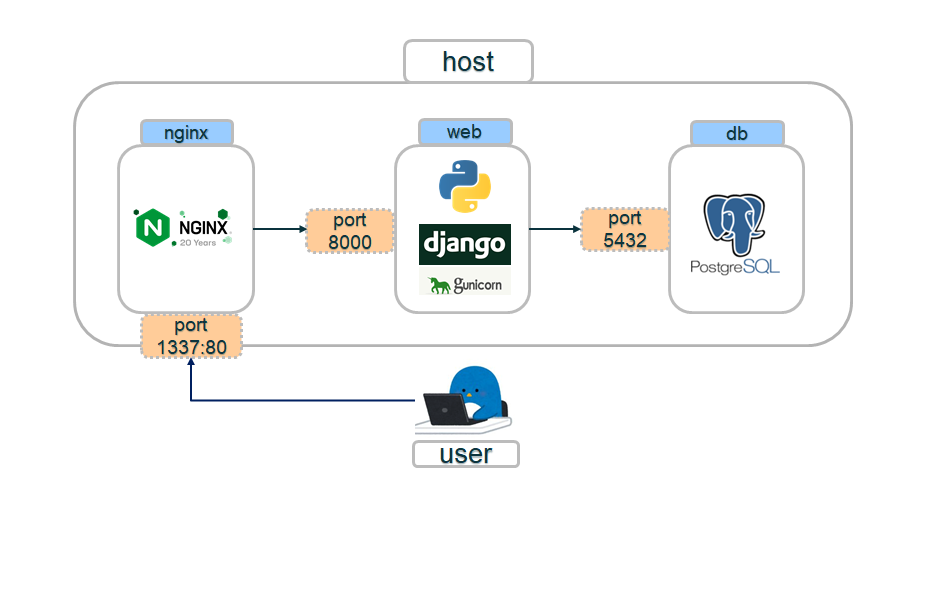 host
nginx
web
db
NGINX
20 Years
port
8000
django
gunicorn
port
5432
PostgreSQL
port
1337:80
user